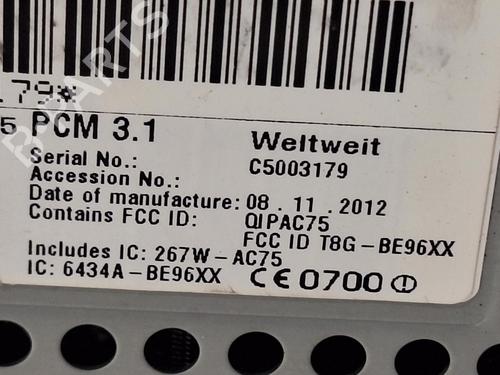 179*
5 PCM 3.1 Weltweit
Serial No.: C5003179
Accession No.:
Date of manufacture: 08 . 11 . 2012
Contains FCC ID: QIPAC75
FCC ID T8G-BE96XX
Includes IC: 267W-AC75
IC: 6434A-BE96XX CE 0700